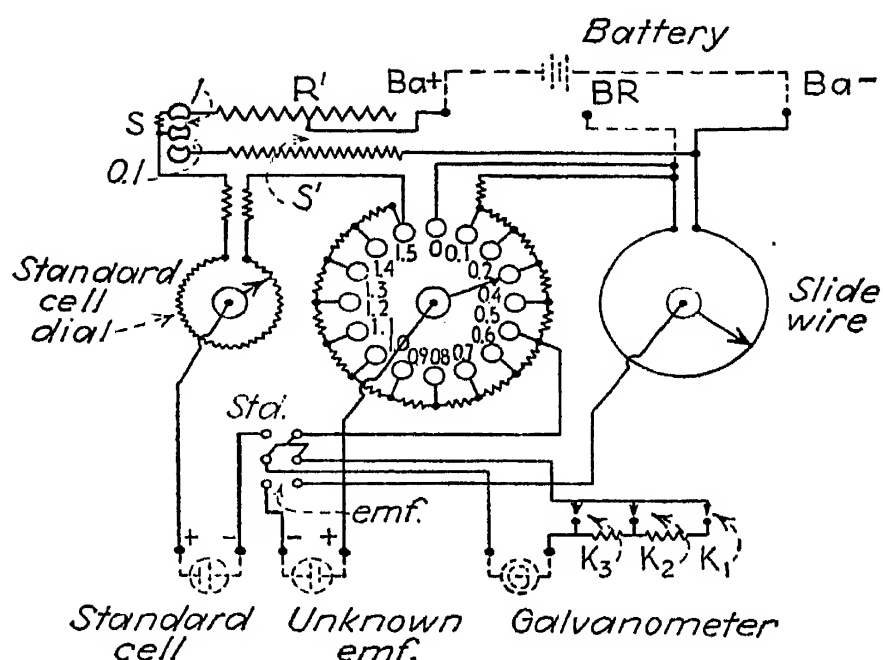 Battery
Ba+
BR
Ba-
R'
1
S
0.1
S'
Standard
cell
dial
1.5
0
0.1
0.2
0.4
0.5
0.6
0.7
0.8
0.9
1.0
1.1
1.2
1.3
1.4
Slide
wire
Std.
emf.
+
-
-
+
G
K3
K2
K1
Standard
cell
Unknown
emf.
Galvanometer